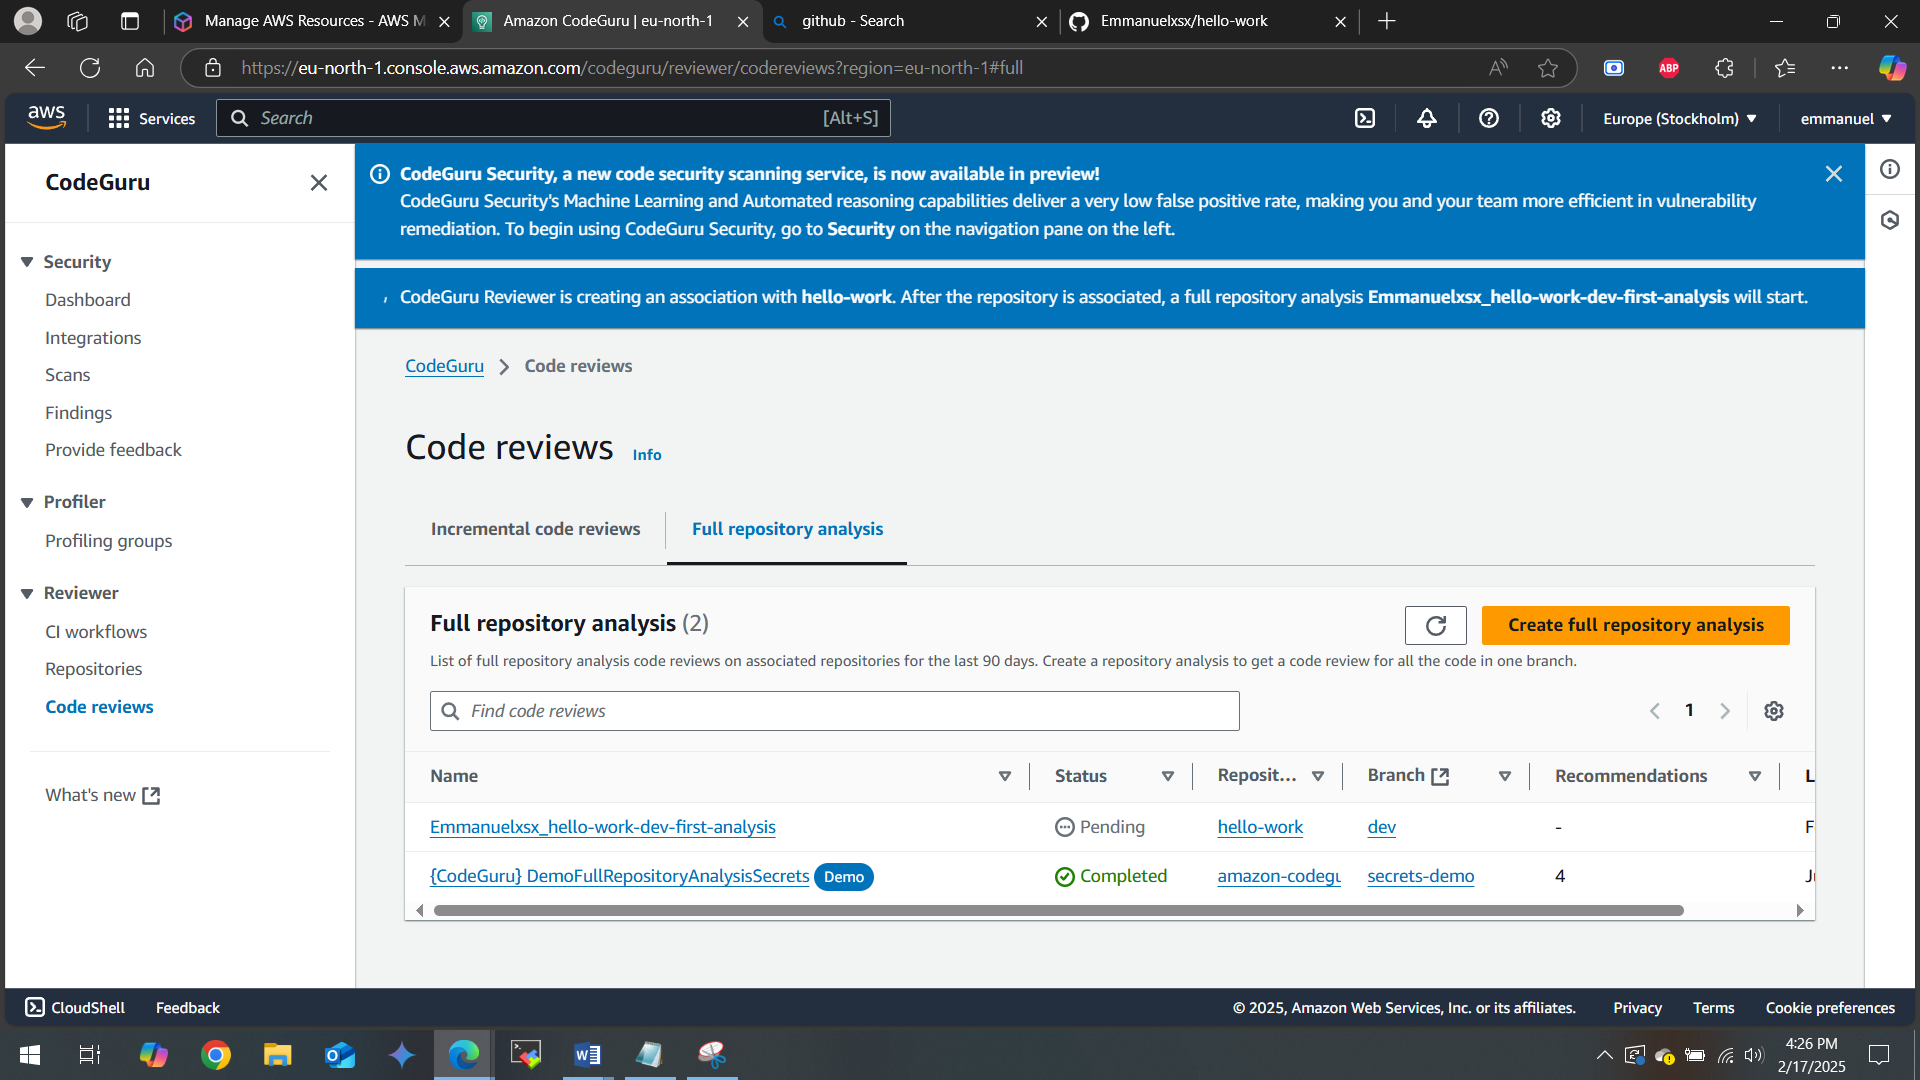 Manage AWS Resources - AWS M
Amazon CodeGuru | eu-north-1
github - Search
Emmanuelxsx/hello-work
https://eu-north-1.console.aws.amazon.com/codeguru/reviewer/codereviews?region=eu-north-1#full
ABP
aws
Services
Search
[Alt+S]
Europe (Stockholm)
emmanuel
CodeGuru
Security
Dashboard
Integrations
Scans
Findings
Provide feedback
Profiler
Profiling groups
Reviewer
CI workflows
Repositories
Code reviews
What's new
CodeGuru Security, a new code security scanning service, is now available in preview!
CodeGuru Security's Machine Learning and Automated reasoning capabilities deliver a very low false positive rate, making you and your team more efficient in vulnerability
remediation. To begin using CodeGuru Security, go to Security on the navigation pane on the left.
CodeGuru Reviewer is creating an association with hello-work. After the repository is associated, a full repository analysis Emmanuelxsx_hello-work-dev-first-analysis will start.
CodeGuru > Code reviews
Code reviews Info
Incremental code reviews
Full repository analysis
Full repository analysis (2)
Create full repository analysis
List of full repository analysis code reviews on associated repositories for the last 90 days. Create a repository analysis to get a code review for all the code in one branch.
Find code reviews
1
Name Status Reposit... Branch Recommendations L
Emmanuelxsx_hello-work-dev-first-analysis Pending hello-work dev - F
{CodeGuru} DemoFullRepositoryAnalysisSecrets Demo Completed amazon-codegu secrets-demo 4 Ju
CloudShell
Feedback
© 2025, Amazon Web Services, Inc. or its affiliates.
Privacy
Terms
Cookie preferences
4:26 PM
2/17/2025